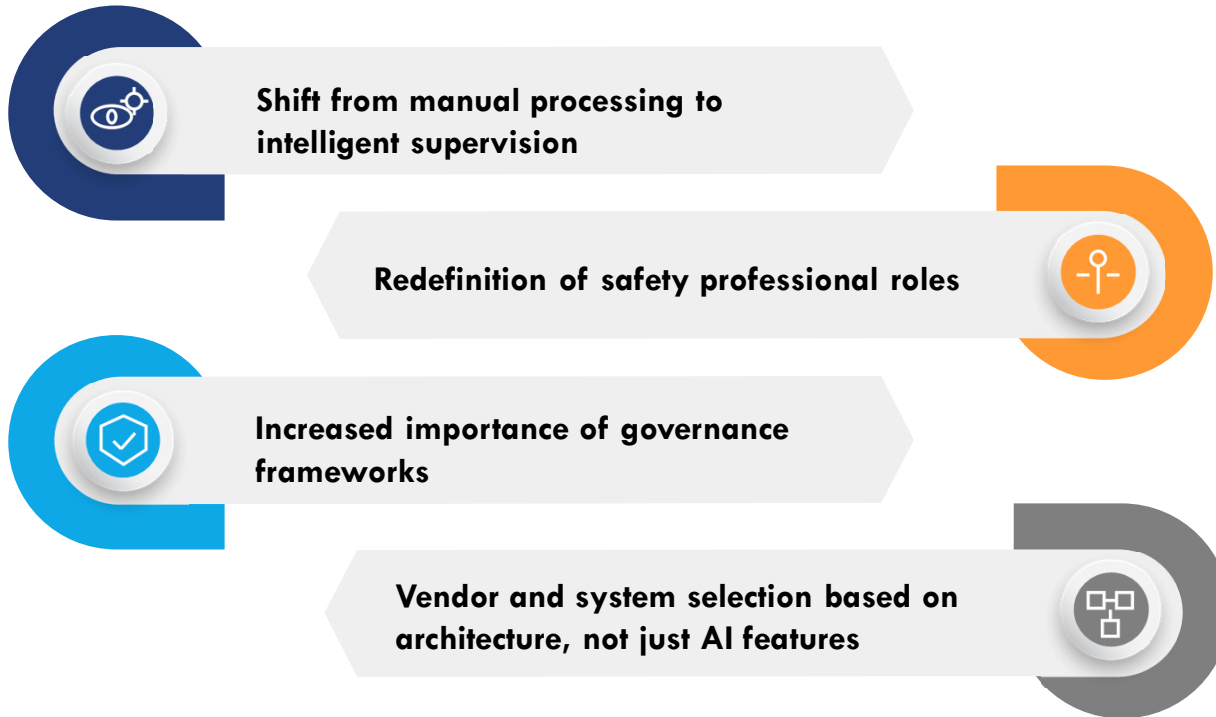 Shift from manual processing to
intelligent supervision
Redefinition of safety professional roles
Increased importance of governance
frameworks
Vendor and system selection based on
architecture, not just AI features